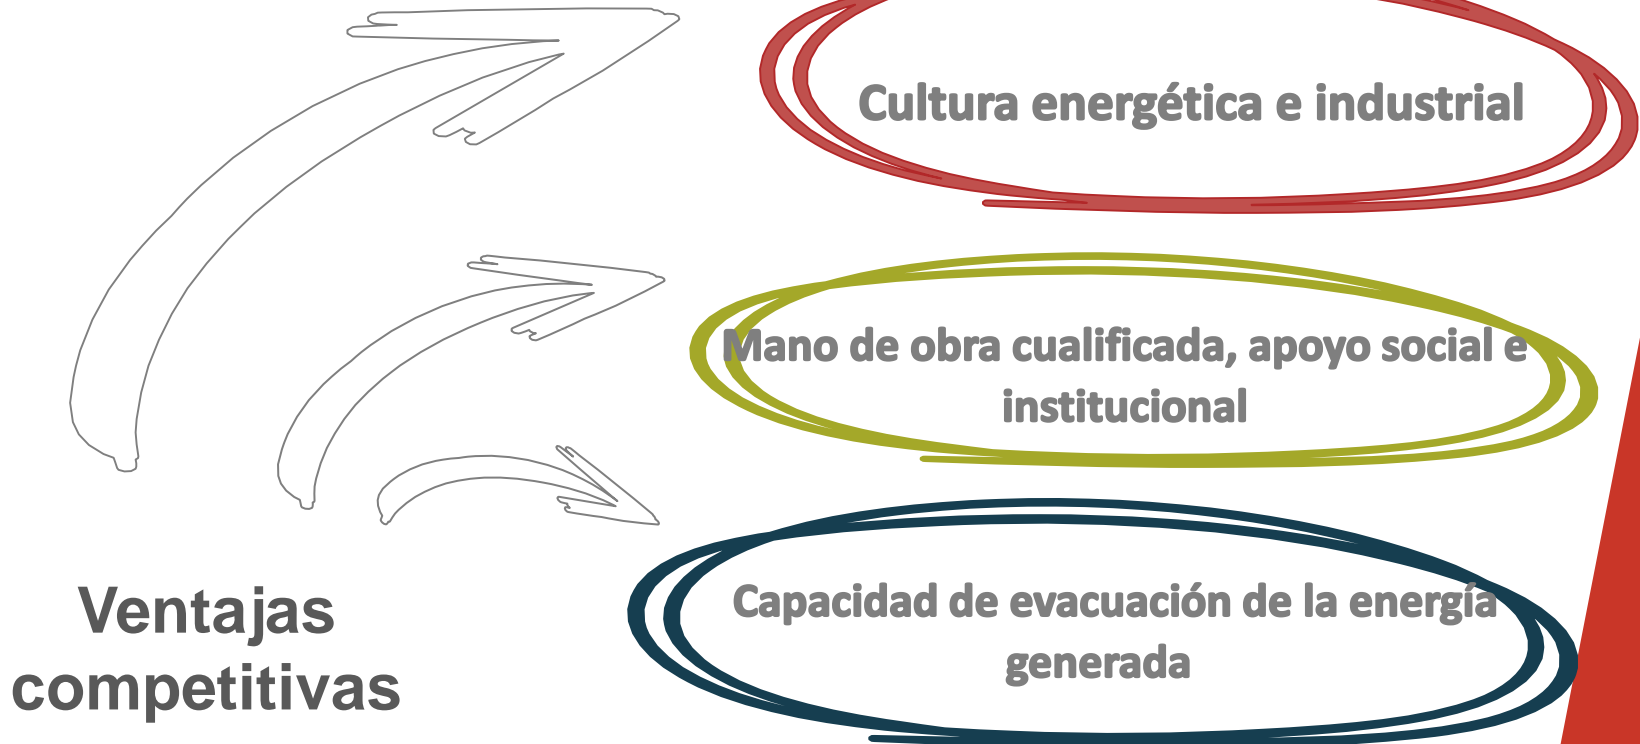 Cultura energética e industrial
Mano de obra cualificada, apoyo social e
institucional
Capacidad de evacuación de la energía
generada
Ventajas
competitivas